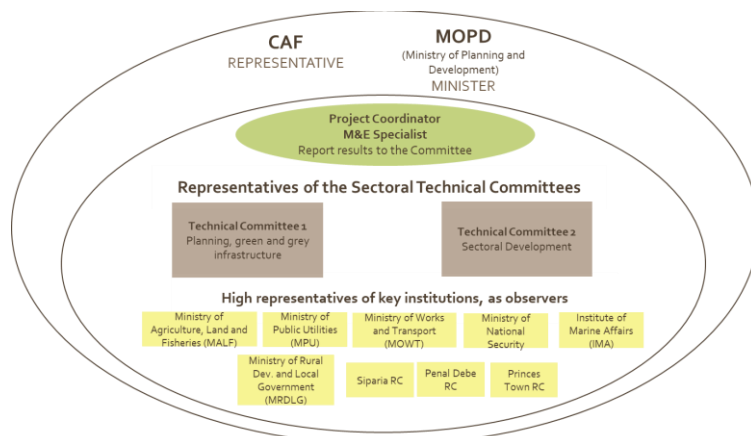 CAF
REPRESENTATIVE
MOPD
(Ministry of Planning and
Development)
MINISTER
Project Coordinator
M&E Specialist
Report results to the Committee
Representatives of the Sectoral Technical Committees
Technical Committee 1
Planning, green and grey
infrastructure
Technical Committee 2
Sectoral Development
High representatives of key institutions, as observers
Ministry of
Agriculture, Land and
Fisheries (MALF)
Ministry of
Public Utilities
(MPU)
Ministry of Works
and Transport
(MOWT)
Ministry of
National
Security
Institute of
Marine Affairs
(IMA)
Ministry of Rural
Dev. and Local
Government
(MRDLG)
Siparia RC
Penal Debe
RC
Princes
Town RC